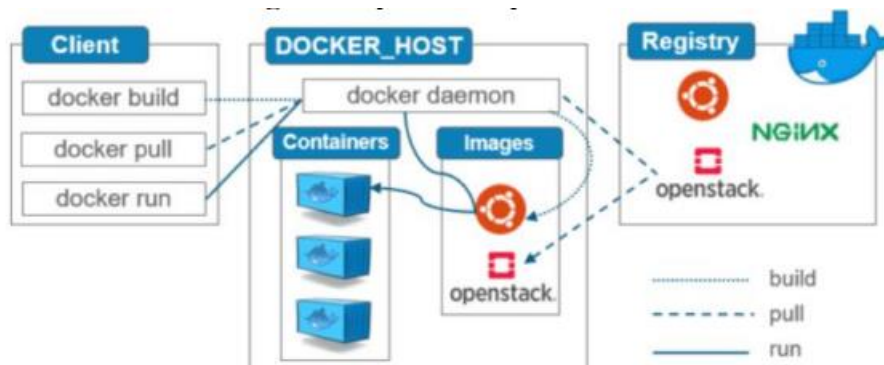 Client
docker build
docker pull
docker run
DOCKER_HOST
docker daemon
Containers
Images
openstack.
Registry
NGINX
openstack.
build
pull
run